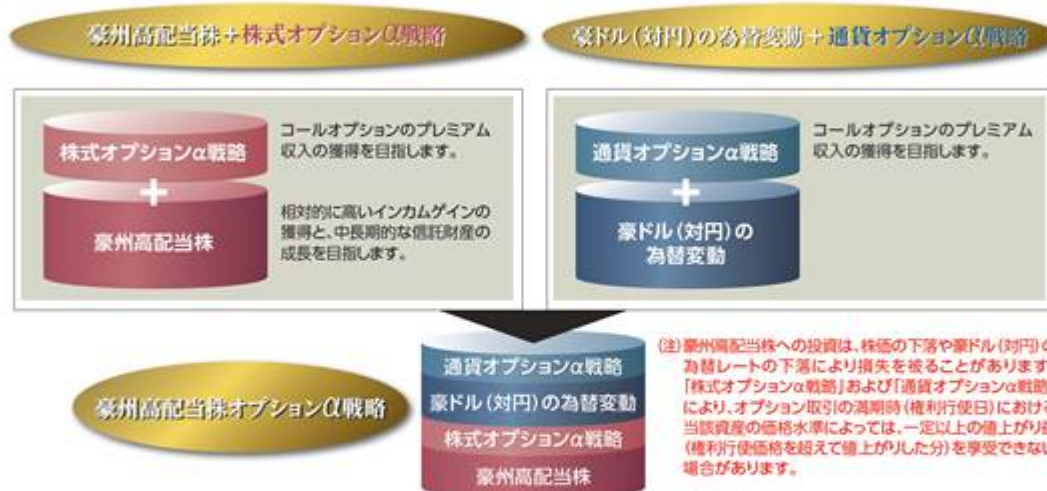 豪州高配当株+株式オプションα戦略
豪ドル(対円)の為替変動+通貨オプションα戦略
株式オプションα戦略
+
豪州高配当株
コールオプションのプレミアム
収入の獲得を目指します。
相対的に高いインカムゲインの
獲得と、中長期的な信託財産の
成長を目指します。
通貨オプションα戦略
+
豪ドル(対円)の
為替変動
コールオプションのプレミアム
収入の獲得を目指します。
豪州高配当株オプションα戦略
通貨オプションα戦略
豪ドル(対円)の為替変動
株式オプションα戦略
豪州高配当株
(注)豪州高配当株への投資は、株価の下落や豪ドル(対円)の
為替レートの下落により損失を被ることがあります
「株式オプションα戦略」および「通貨オプションα戦略
により、オプション取引の満期時(権利行使日)における
当該資産の価格水準によっては、一定以上の値上がり
(権利行使価格を超えて値上がりした分)を享受できない
場合があります。